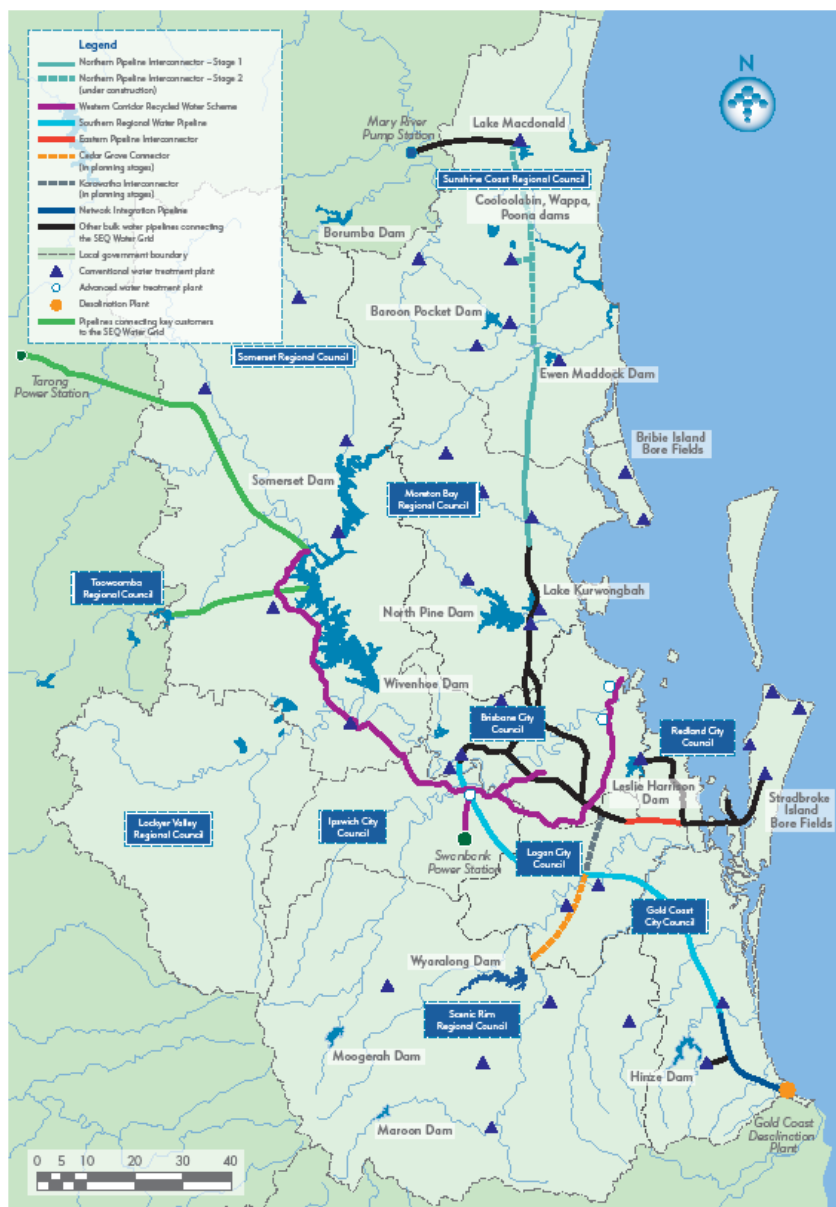 Legend
Northern Pipeline Interconnector – Stage 1
Northern Pipeline Interconnector – Stage 2
(under construction)
Western Corridor Recycled Water Scheme
Southern Regional Water Pipeline
Eastern Pipeline Interconnector
Cedar Grove Connector
(in planning stages)
Karawatha Interconnector
(in planning stages)
Network Integration Pipeline
Other bulk water pipelines connecting
the SEQ Water Grid
Local government boundary
Conventional water treatment plant
Advanced water treatment plant
Desalination Plant
Pipelines connecting key customers
to the SEQ Water Grid
N
Mary River
Pump Station
Lake Macdonald
Sunshine Coast Regional Council
Cooloolabin, Wappa,
Poona dams
Borumba Dam
Baroon Pocket Dam
Somerset Regional Council
Ewen Maddock Dam
Tarong
Power Station
Bribie Island
Bore Fields
Somerset Dam
Moreton Bay
Regional Council
Toowoomba
Regional Council
Lake Kurwongbah
North Pine Dam
Wivenhoe Dam
Brisbane City
Council
Redland City
Council
Leslie Harrison
Dam
Stradbroke
Island
Bore Fields
Lockyer Valley
Regional Council
Ipswich City
Council
Swanbank
Power Station
Logan City
Council
Gold Coast
City Council
Wyaralong Dam
Scenic Rim
Regional Council
Moogerah Dam
Hinze Dam
Maroon Dam
Gold Coast
Desalination
Plant
0 5 10 20 30 40